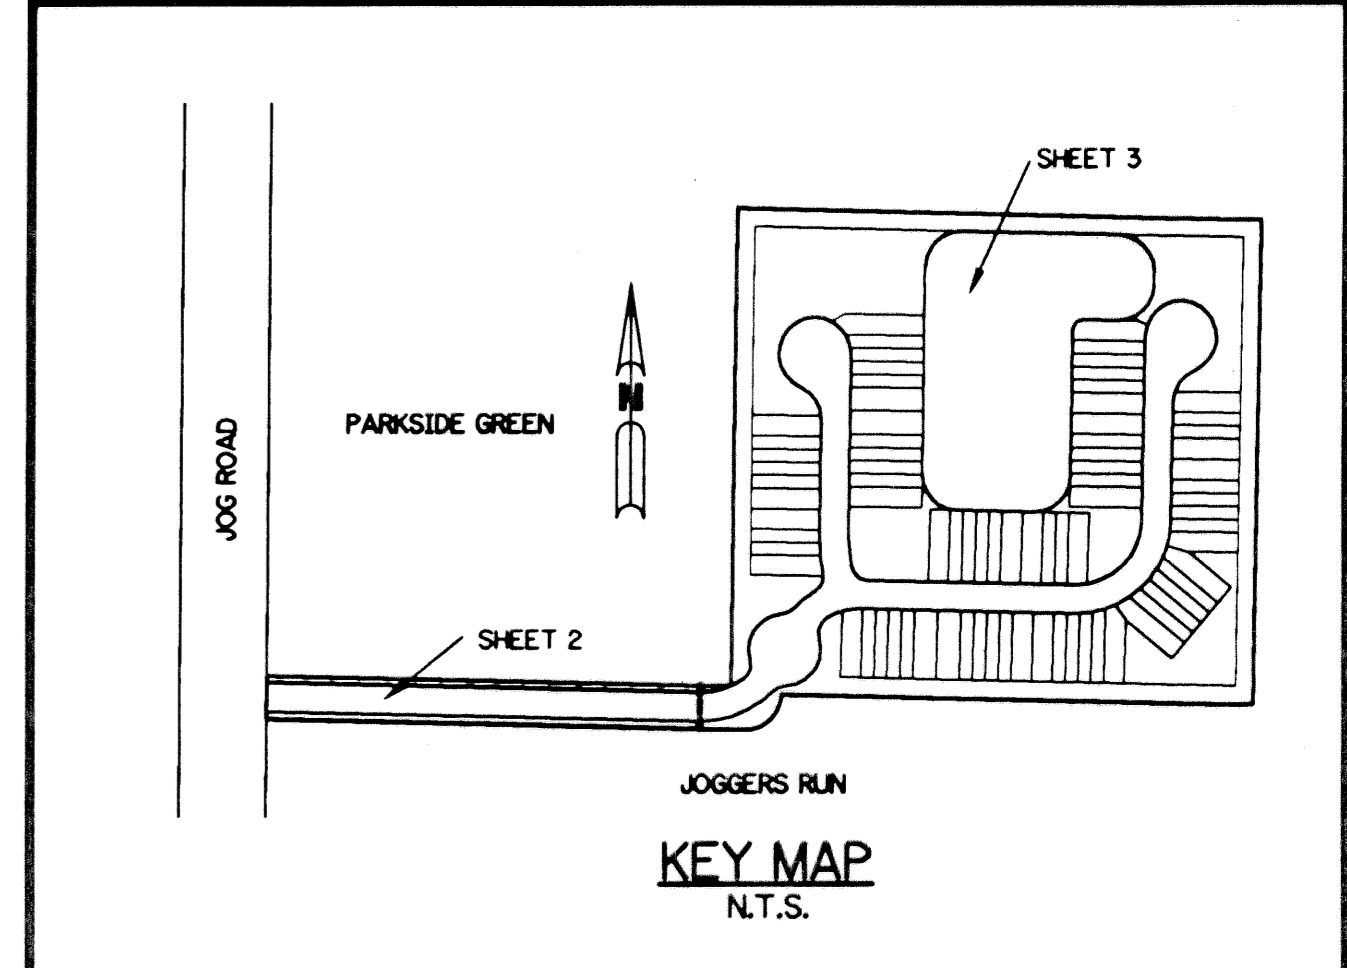 SHEET 3
N
PARKSIDE GREEN
JOG ROAD
SHEET 2
JOGGERS RUN
KEY MAP
N.T.S.